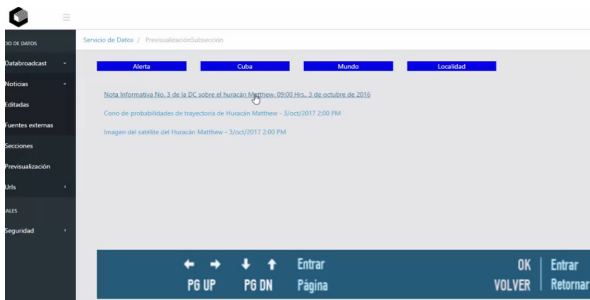 IO DE DATOS
Servicio de Datos / PrevisualizaciónSubsección
Databroadcast
Alerta Cuba Mundo Localidad
Noticias
Nota Informativa No. 3 de la DC sobre el huracán Matthew. 09:00 Hrs.. 3 de octubre de 2016
Editadas
Cono de probabilidades de trayectoria de Huracán Matthew - 3/oct/2017 2:00 PM
Fuentes externas
Imagen del satélite del Huracán Matthew - 3/oct/2017 2:00 PM
Secciones
Previsualización
Urls
ALES
Seguridad
Entrar OK Entrar
PG UP PG DN Página VOLVER Retornar